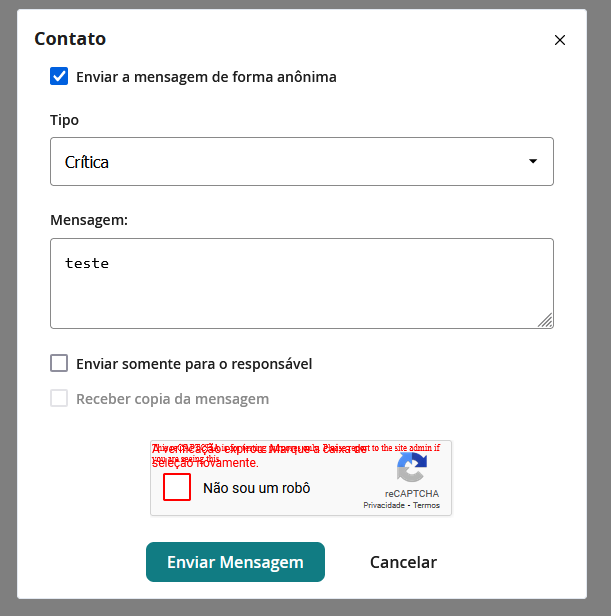 Contato
Enviar a mensagem de forma anônima
Tipo
Crítica
Mensagem:
teste
Enviar somente para o responsável
Receber copia da mensagem
This reCAPTCHA is for testing purposes only. Please report to the site admin if
you are seeing this.
A verificação expirou. Marque a caixa de
seleção novamente.
Não sou um robô
reCAPTCHA
Privacidade - Termos
Enviar Mensagem
Cancelar